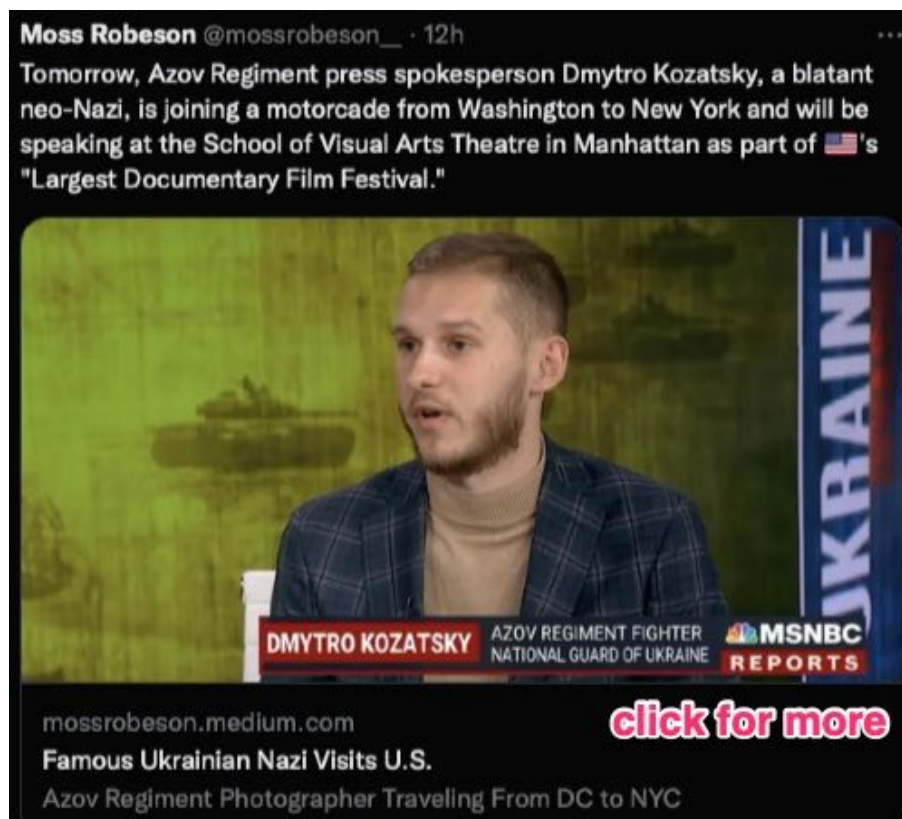 Moss Robeson @mossrobeson__ · 12h
Tomorrow, Azov Regiment press spokesperson Dmytro Kozatsky, a blatant
neo-Nazi, is joining a motorcade from Washington to New York and will be
speaking at the School of Visual Arts Theatre in Manhattan as part of 🇺🇸's
"Largest Documentary Film Festival."
UKRAINE
DMYTRO KOZATSKY
AZOV REGIMENT FIGHTER
NATIONAL GUARD OF UKRAINE
MSNBC
REPORTS
mossrobeson.medium.com
click for more
Famous Ukrainian Nazi Visits U.S.
Azov Regiment Photographer Traveling From DC to NYC